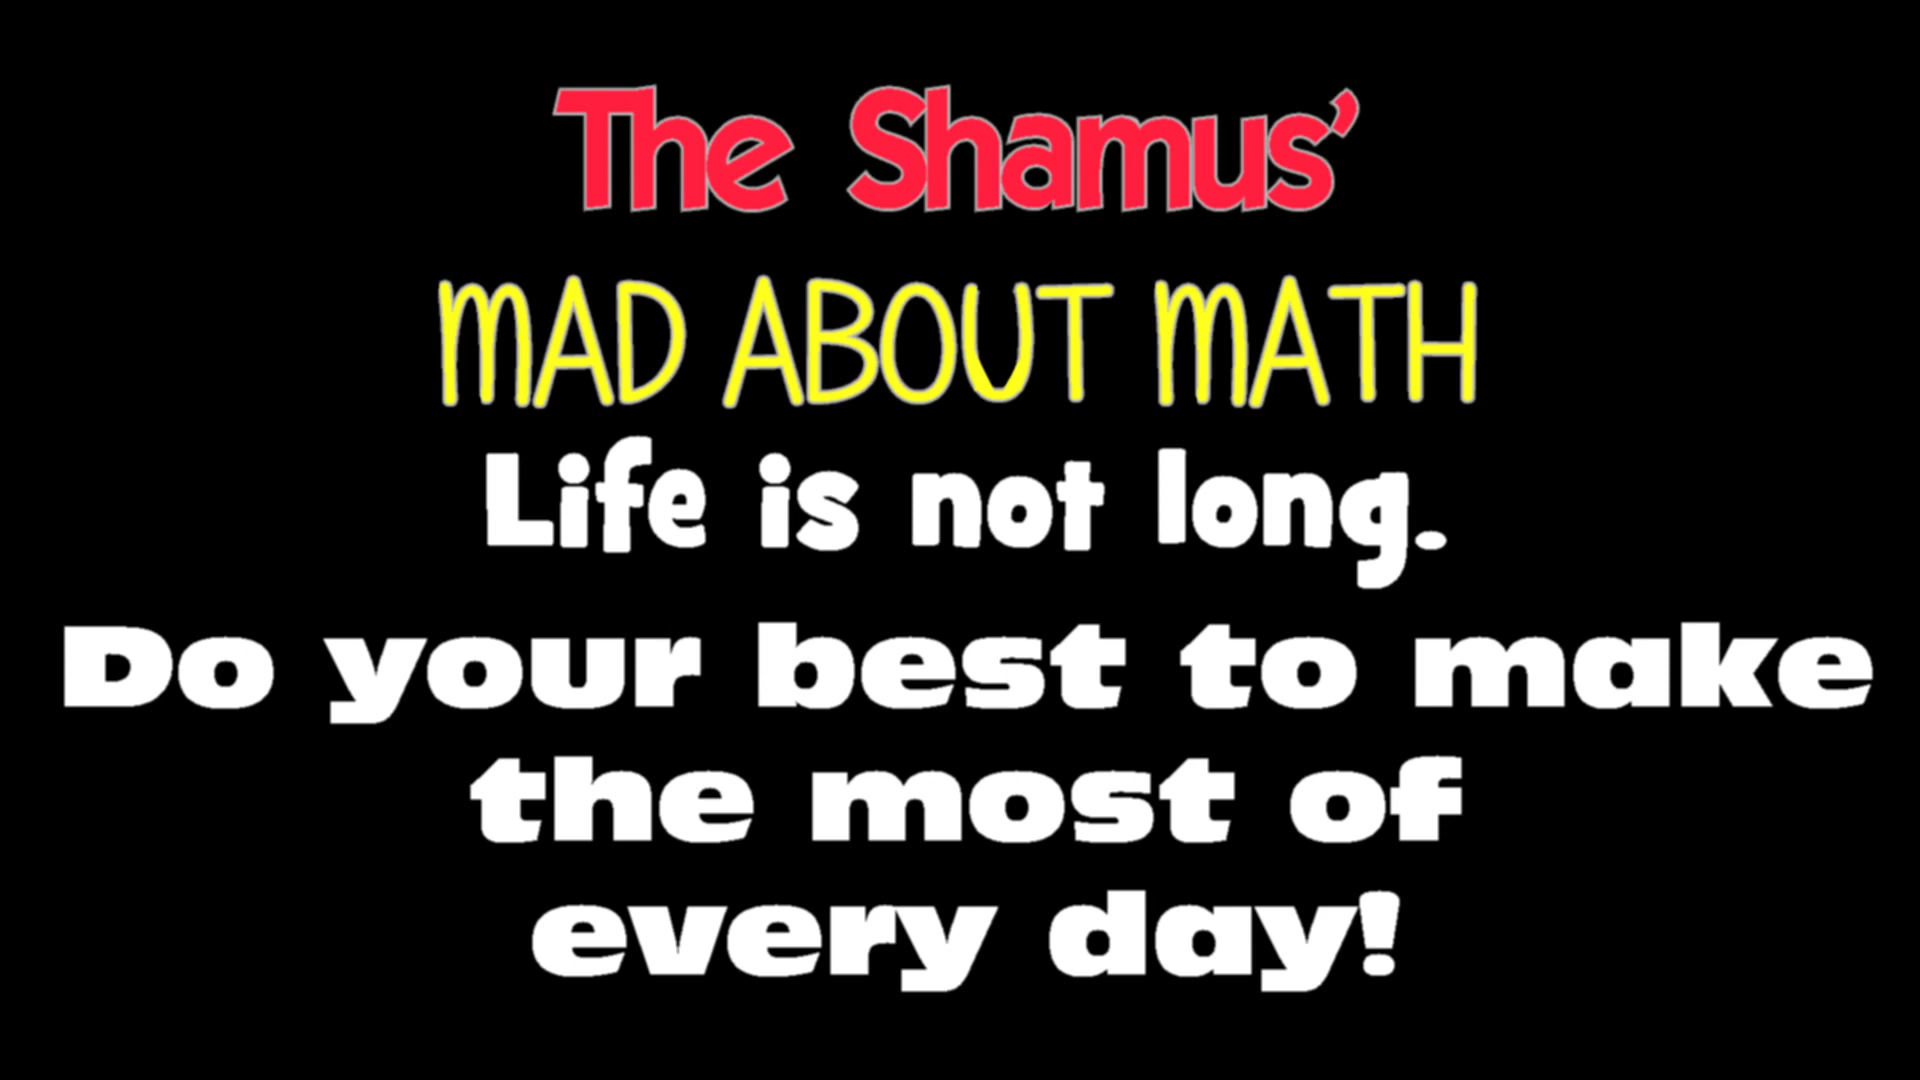 The Shamus’
MAD ABOUT MATH
Life is not long.
Do your best to make
the most of
every day!